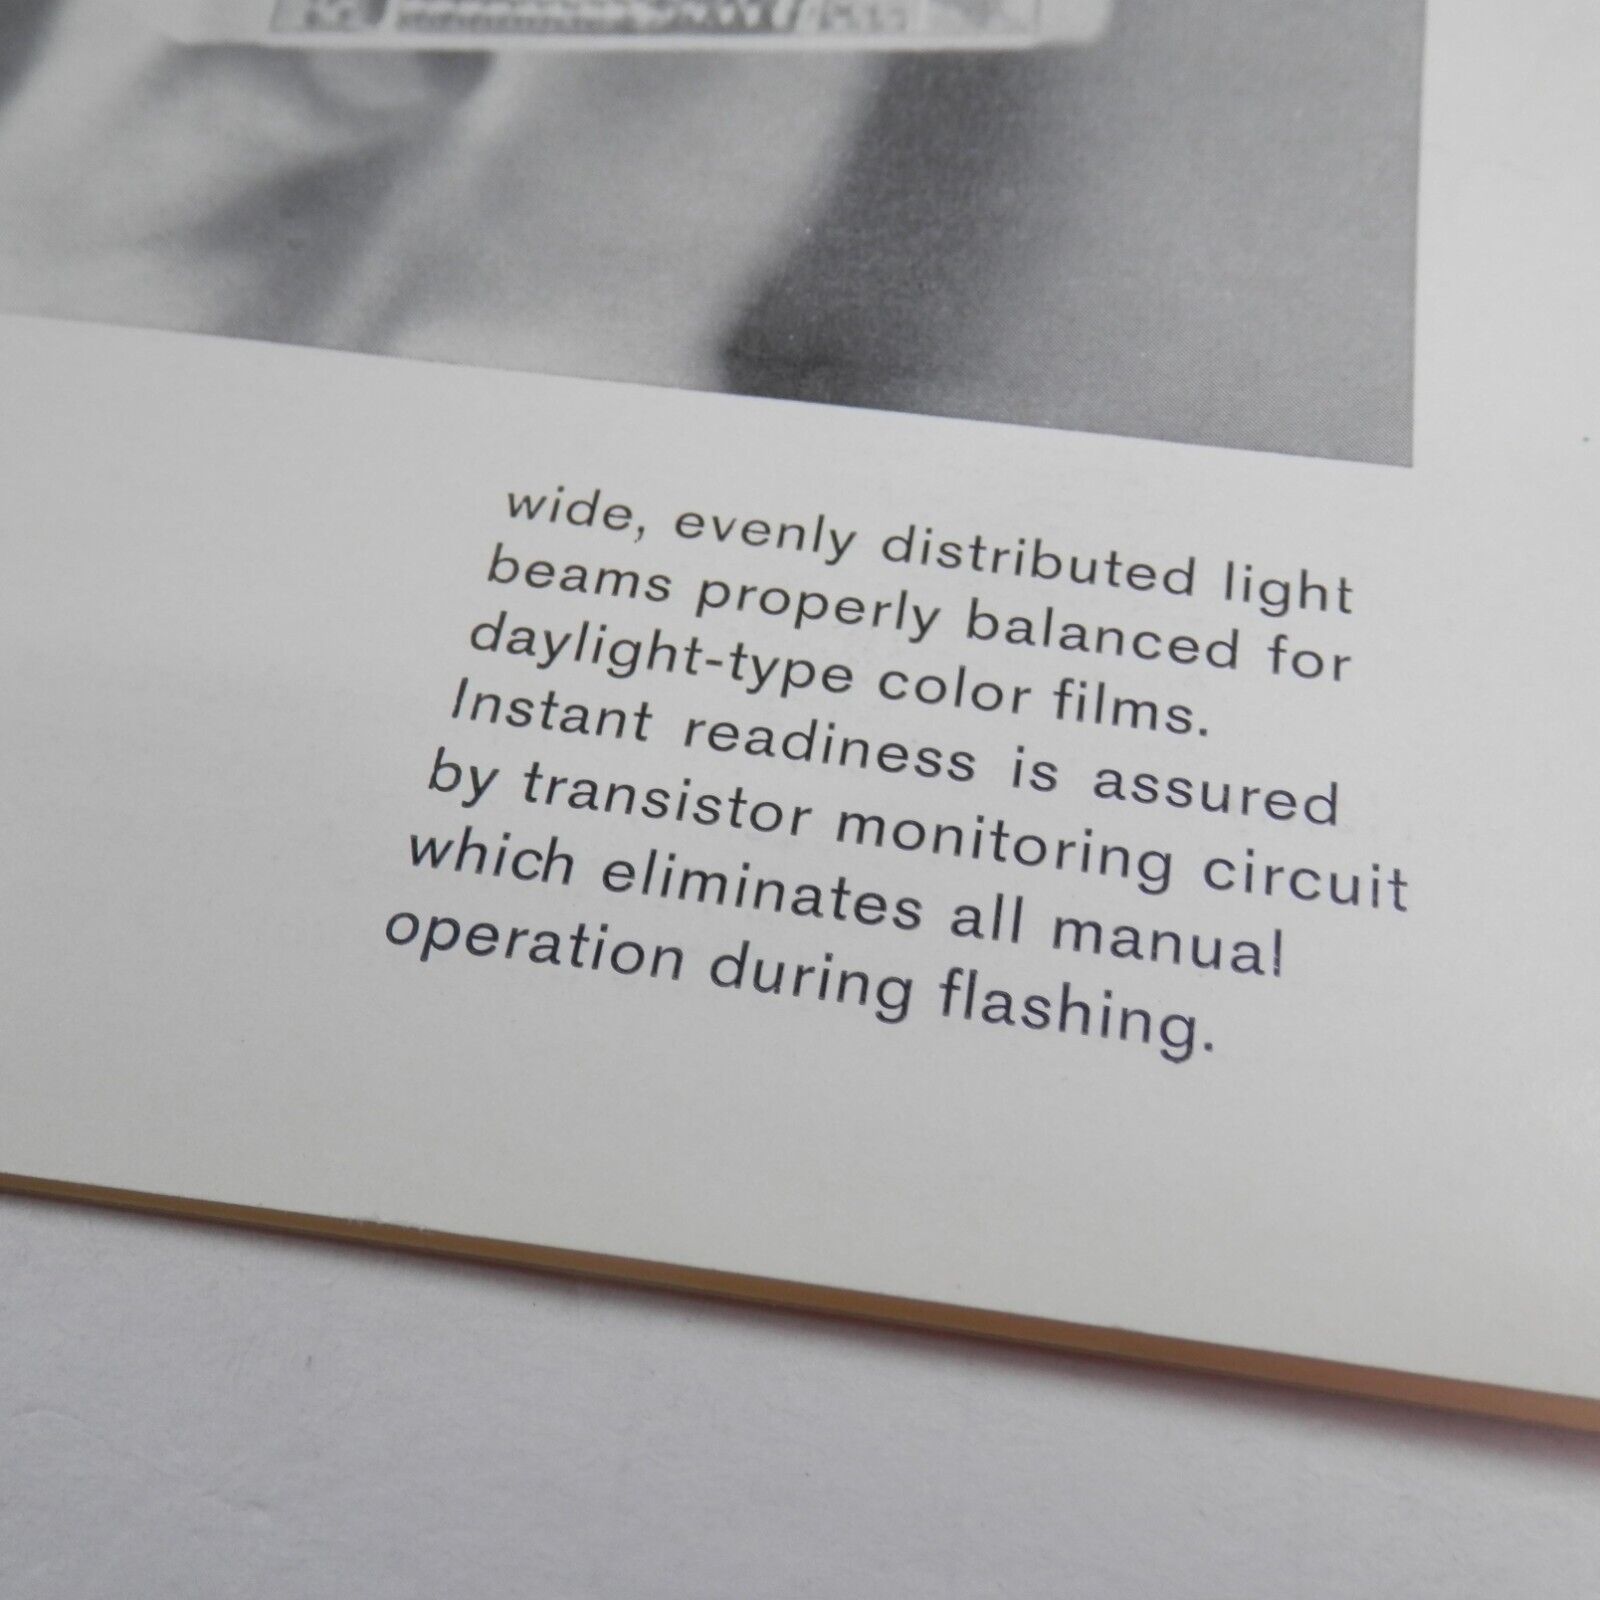 wide, evenly distributed light
beams properly balanced for
daylight-type color films.
Instant readiness is assured
by transistor monitoring circuit
which eliminates all manual
operation during flashing.